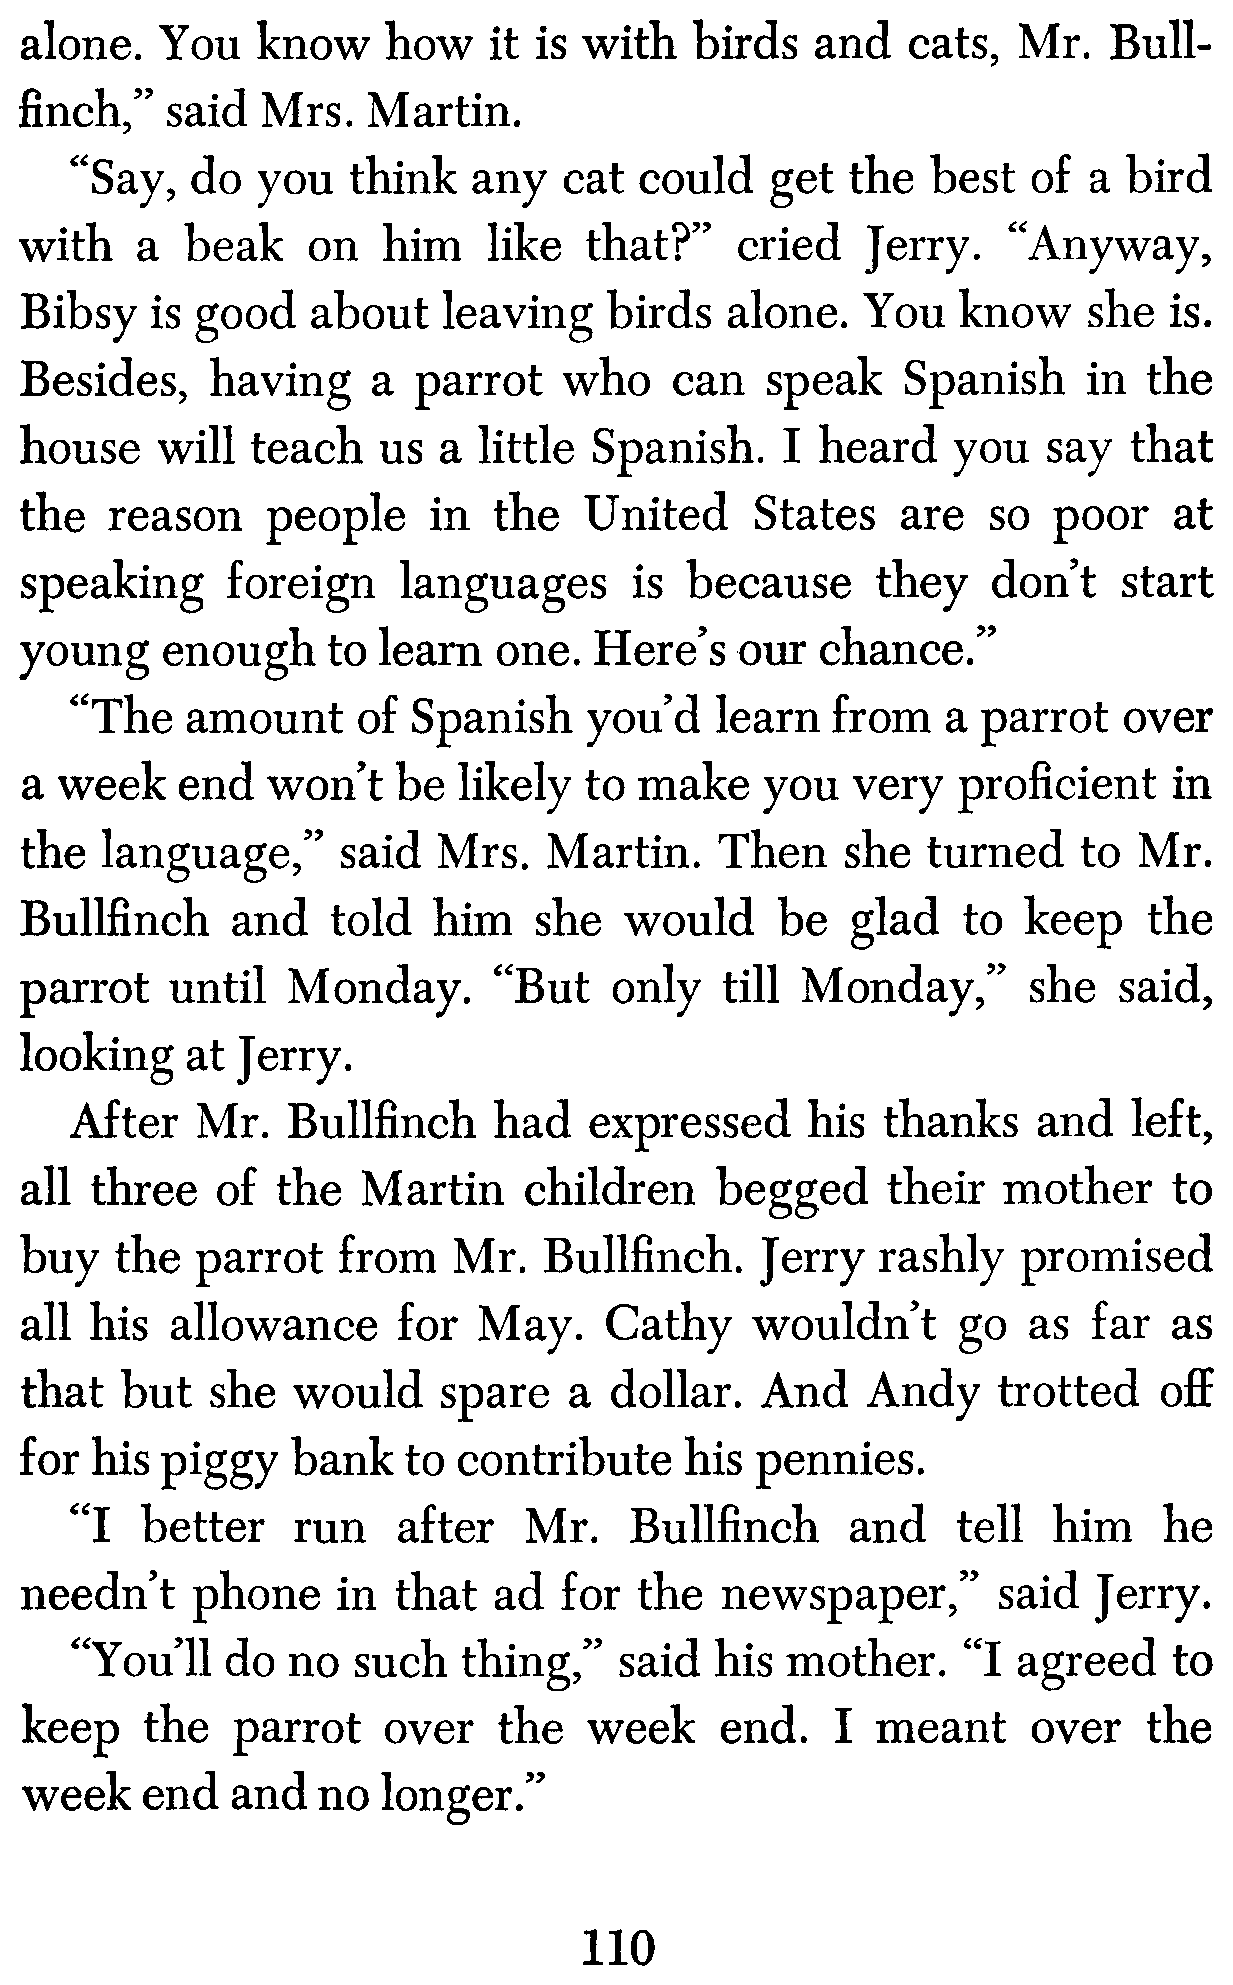 alone. You know how it is with birds and cats, Mr. Bull-
finch,” said Mrs. Martin.
“Say, do you think any cat could get the best of a bird
with a beak on him like that?” cried Jerry. “Anyway,
Bibsy is good about leaving birds alone. You know she is.
Besides, having a parrot who can speak Spanish in the
house will teach us a little Spanish. I heard you say that
the reason people in the United States are so poor at
speaking foreign languages is because they don’t start
young enough to learn one. Here’s our chance.”
“The amount of Spanish you’d learn from a parrot over
a week end won’t be likely to make you very proficient in
the language,” said Mrs. Martin. Then she turned to Mr.
Bullfinch and told him she would be glad to keep the
parrot until Monday. “But only till Monday,” she said,
looking at Jerry.
After Mr. Bullfinch had expressed his thanks and left,
all three of the Martin children begged their mother to
buy the parrot from Mr. Bullfinch. Jerry rashly promised
all his allowance for May. Cathy wouldn’t go as far as
that but she would spare a dollar. And Andy trotted off
for his piggy bank to contribute his pennies.
“I better run after Mr. Bullfinch and tell him he
needn’t phone in that ad for the newspaper,” said Jerry.
“You’ll do no such thing,” said his mother. “I agreed to
keep the parrot over the week end. I meant over the
week end and no longer.”
110